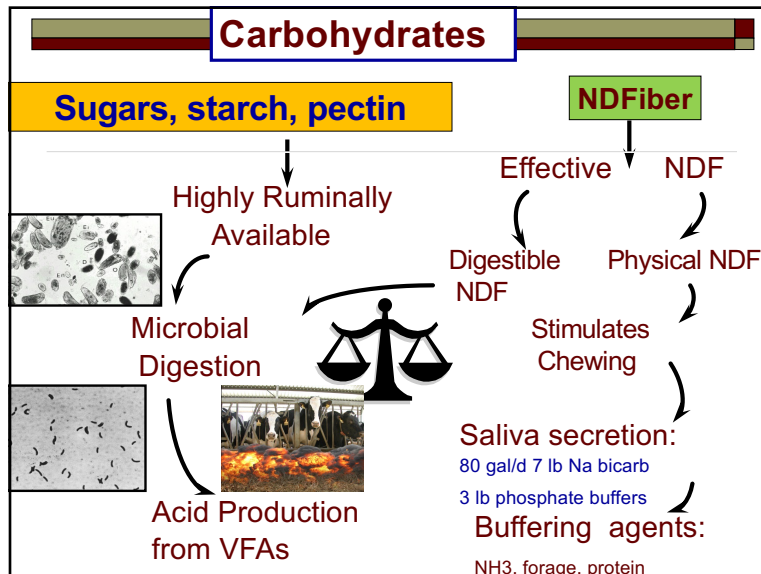 Carbohydrates
Sugars, starch, pectin
NDFiber
Highly Ruminally
Available
Microbial
Digestion
Acid Production
from VFAs
Effective NDF
Digestible
NDF
Physical NDF
Stimulates
Chewing
Saliva secretion:
80 gal/d 7 lb Na bicarb
3 lb phosphate buffers
Buffering agents:
NH3, forage, protein